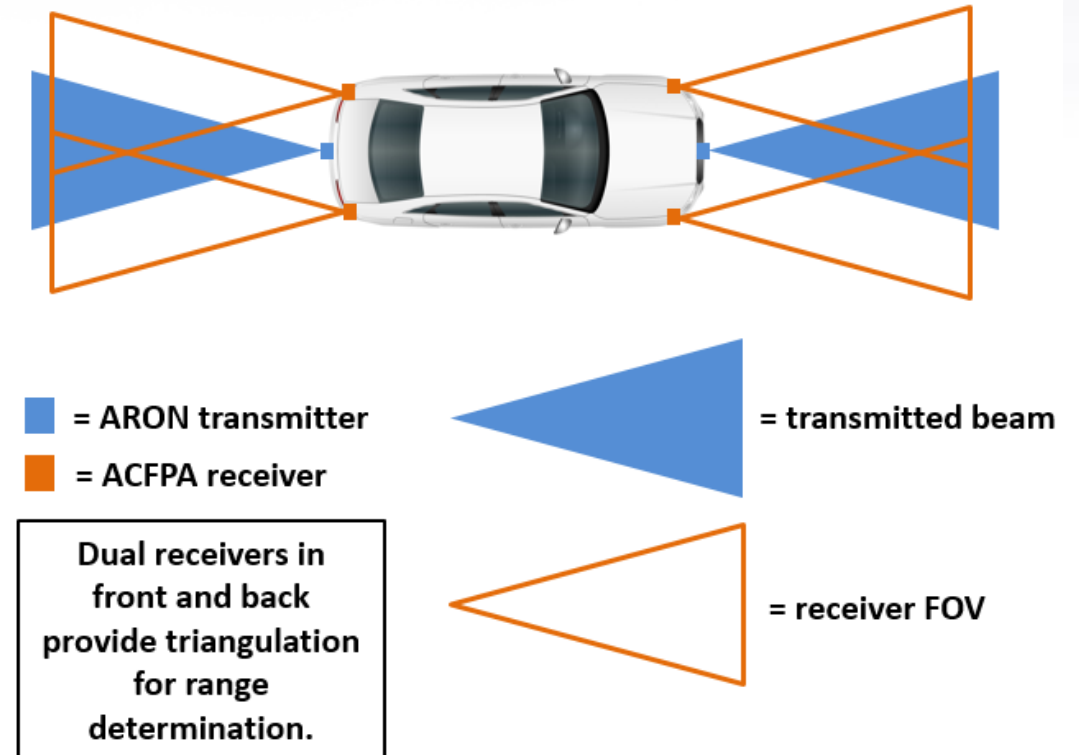 = ARON transmitter
= ACFPA receiver
= transmitted beam
Dual receivers in
front and back
provide triangulation
for range
determination.
= receiver FOV